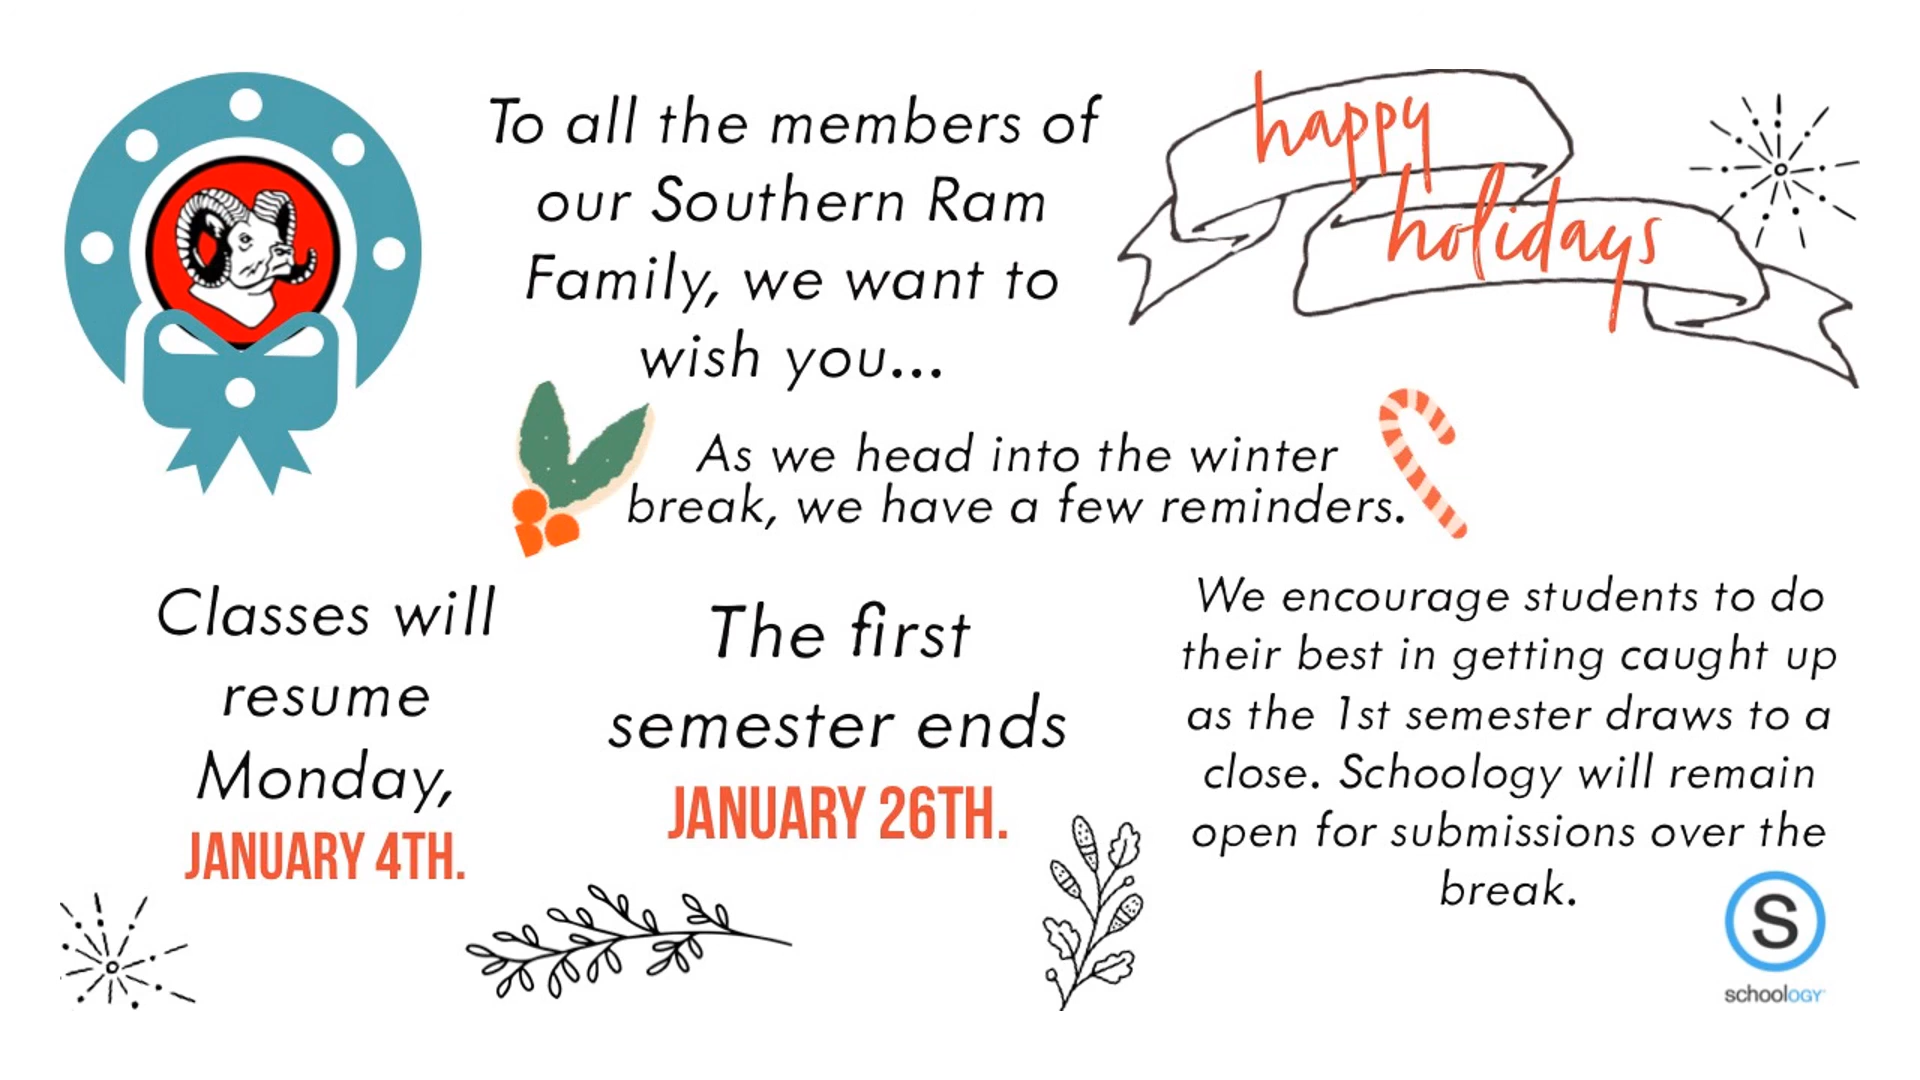 To all the members of
our Southern Ram
Family, we want to
wish you...
happy
holidays
As we head into the winter
break, we have a few reminders.
Classes will
resume
Monday,
JANUARY 4TH.
The first
semester ends
JANUARY 26TH.
We encourage students to do
their best in getting caught up
as the 1st semester draws to a
close. Schoology will remain
open for submissions over the
break.
S
schoology